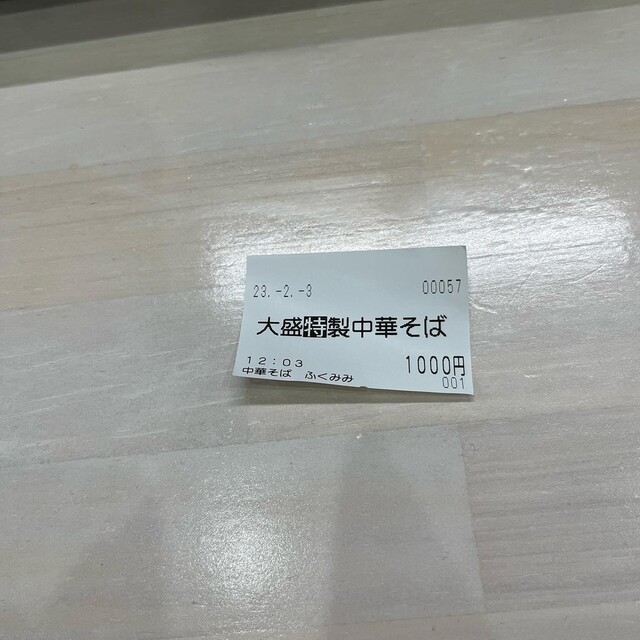 23.-2.-3 00057
大盛特製中華そば
12:03 1000円
中華そば ふくみみ 001